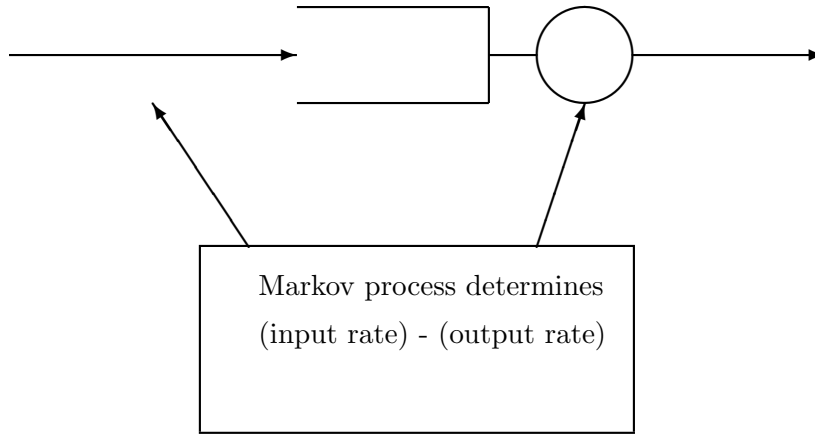 Markov process determines
(input rate) - (output rate)